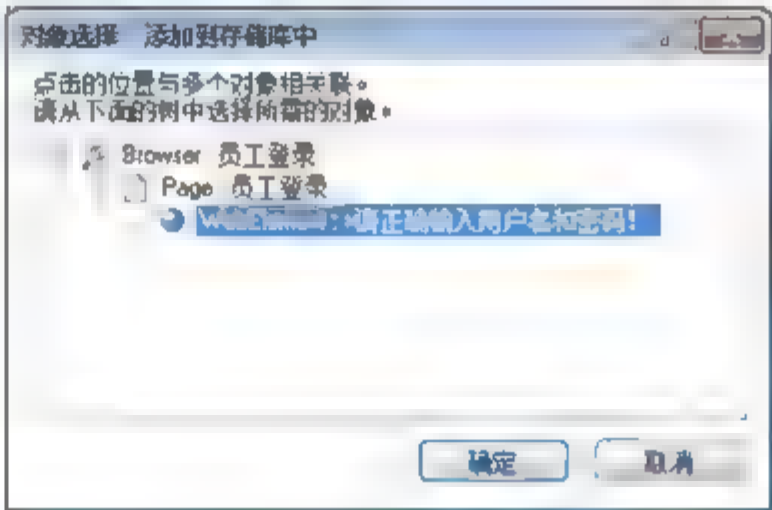 对象选择 添加到存储库中
点击的位置与多个对象相关联。
请从下面的树中选择所需的对象。
Browser 员工登录
Page 员工登录
WebElement : *请正确输入用户名和密码!
确定
取消